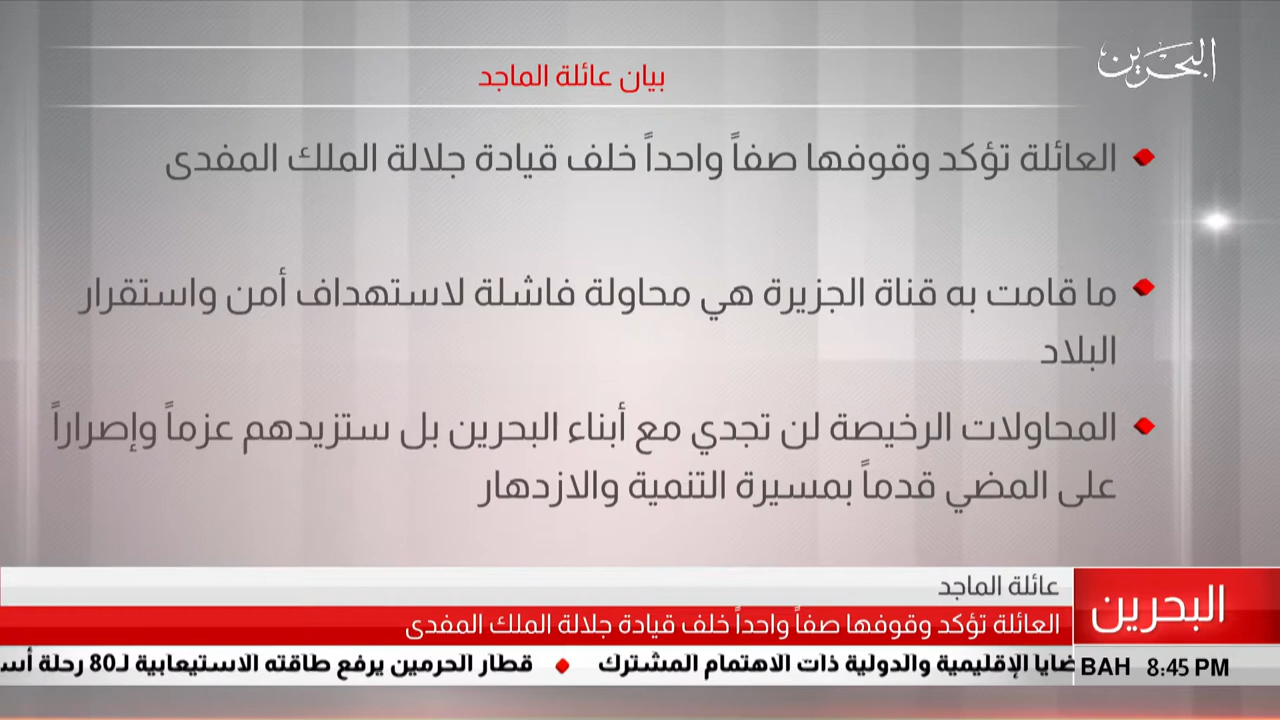 البحرين
بيان عائلة الماجد
العائلة تؤكد وقوفها صفاً واحداً خلف قيادة جلالة الملك المفدى
ما قامت به قناة الجزيرة هي محاولة فاشلة لاستهداف أمن واستقرار
البلاد
المحاولات الرخيصة لن تجدي مع أبناء البحرين بل ستزيدهم عزماً وإصراراً
على المضي قدماً بمسيرة التنمية والازدهار
عائلة الماجد
البحرين
العائلة تؤكد وقوفها صفاً واحداً خلف قيادة جلالة الملك المفدى
BAH 8:45 PM
ضايا الإقليمية والدولية ذات الاهتمام المشترك قطار الحرمين يرفع طاقته الاستيعابية لـ80 رحلة أسـ